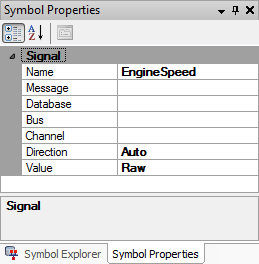 Symbol Properties
Signal
Name EngineSpeed
Message
Database
Bus
Channel
Direction Auto
Value Raw
Signal
Symbol Explorer Symbol Properties